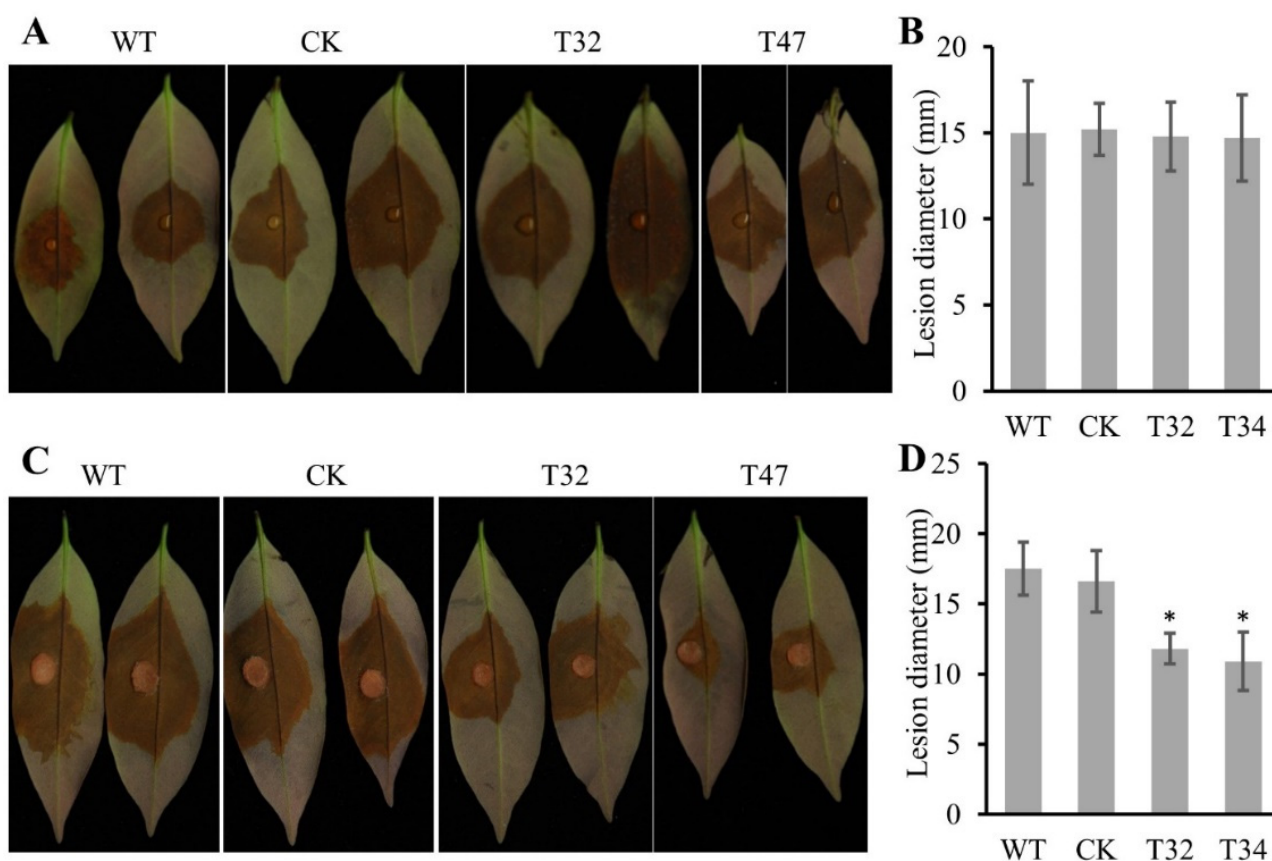 A
WT CK T32 T47
B
20
15
10
5
0
Lesion diameter (mm)
WT CK T32 T34
C
WT CK T32 T47
D
25
20
15
10
5
0
Lesion diameter (mm)
* *
WT CK T32 T34